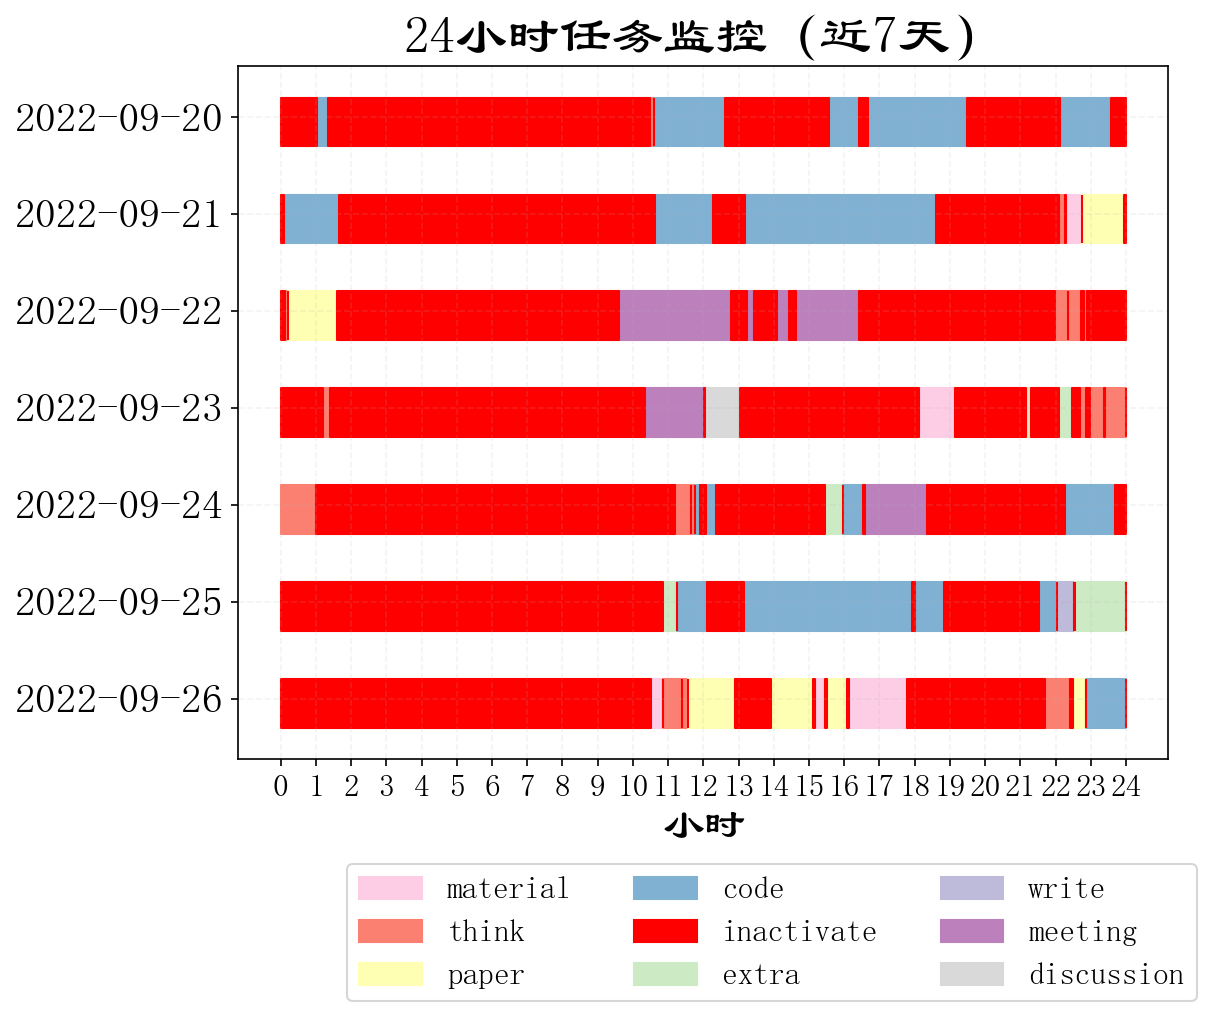 24小时任务监控 (近7天)
2022-09-20
2022-09-21
2022-09-22
2022-09-23
2022-09-24
2022-09-25
2022-09-26
0 1 2 3 4 5 6 7 8 9 10 11 12 13 14 15 16 17 18 19 20 21 22 23 24
小时
material code write
think inactivate meeting
paper extra discussion